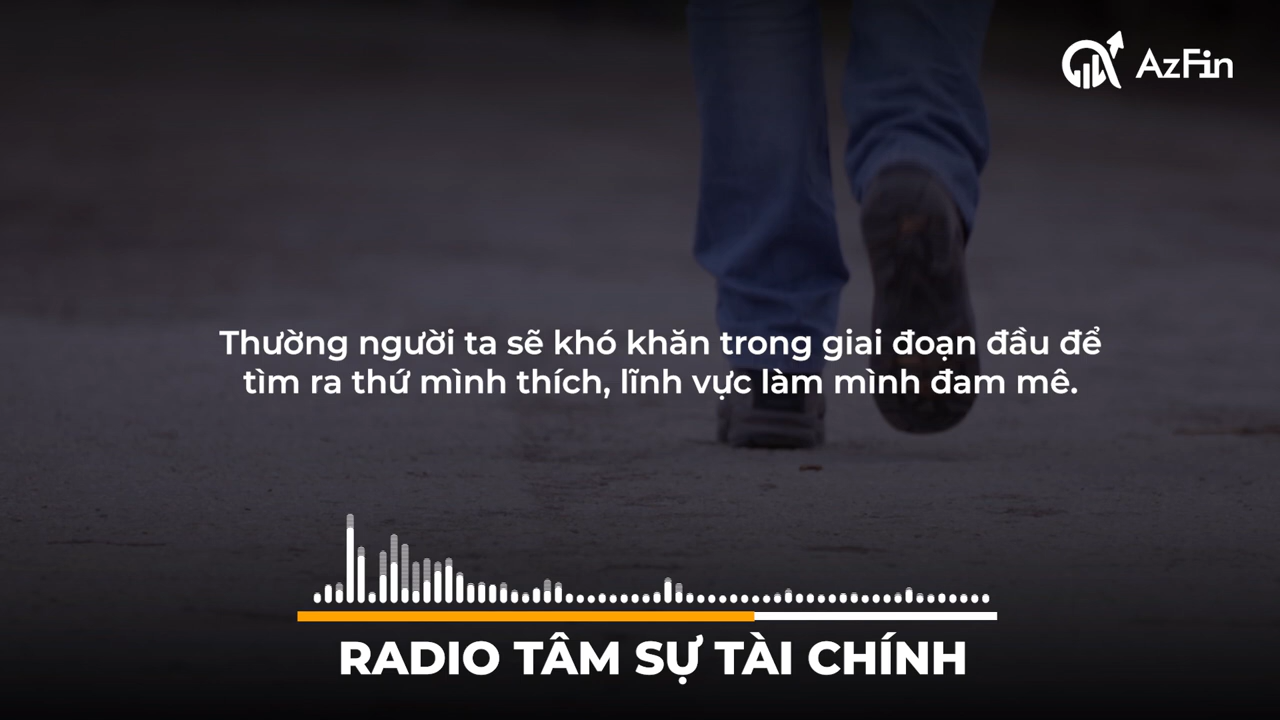 AzFin
Thường người ta sẽ khó khăn trong giai đoạn đầu để
tìm ra thứ mình thích, lĩnh vực làm mình đam mê.
RADIO TÂM SỰ TÀI CHÍNH